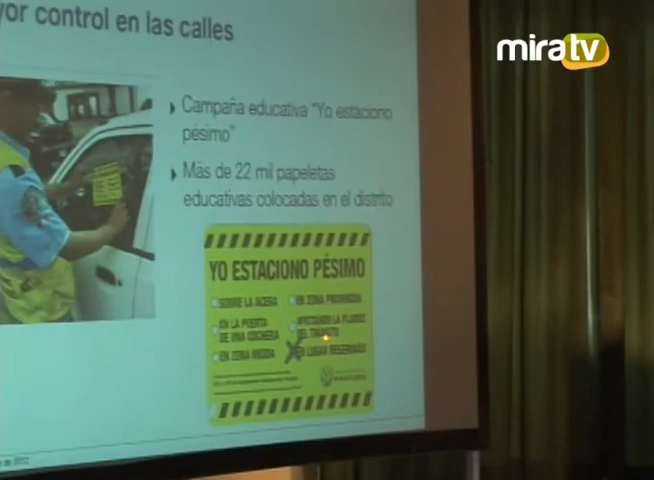 yor control en las calles
miratv
Campaña educativa "Yo estaciono
pésimo"
Más de 22 mil papeletas
educativas colocadas en el distrito
YO ESTACIONO PÉSIMO
SOBRE LA ACERA
EN ZONA PROHIBIDA
EN LA PUERTA
DE UNA COCHERA
AFECTANDO LA FLUIDEZ
DEL TRÁNSITO
EN ZONA RIGIDA
EN LUGAR RESERVADO